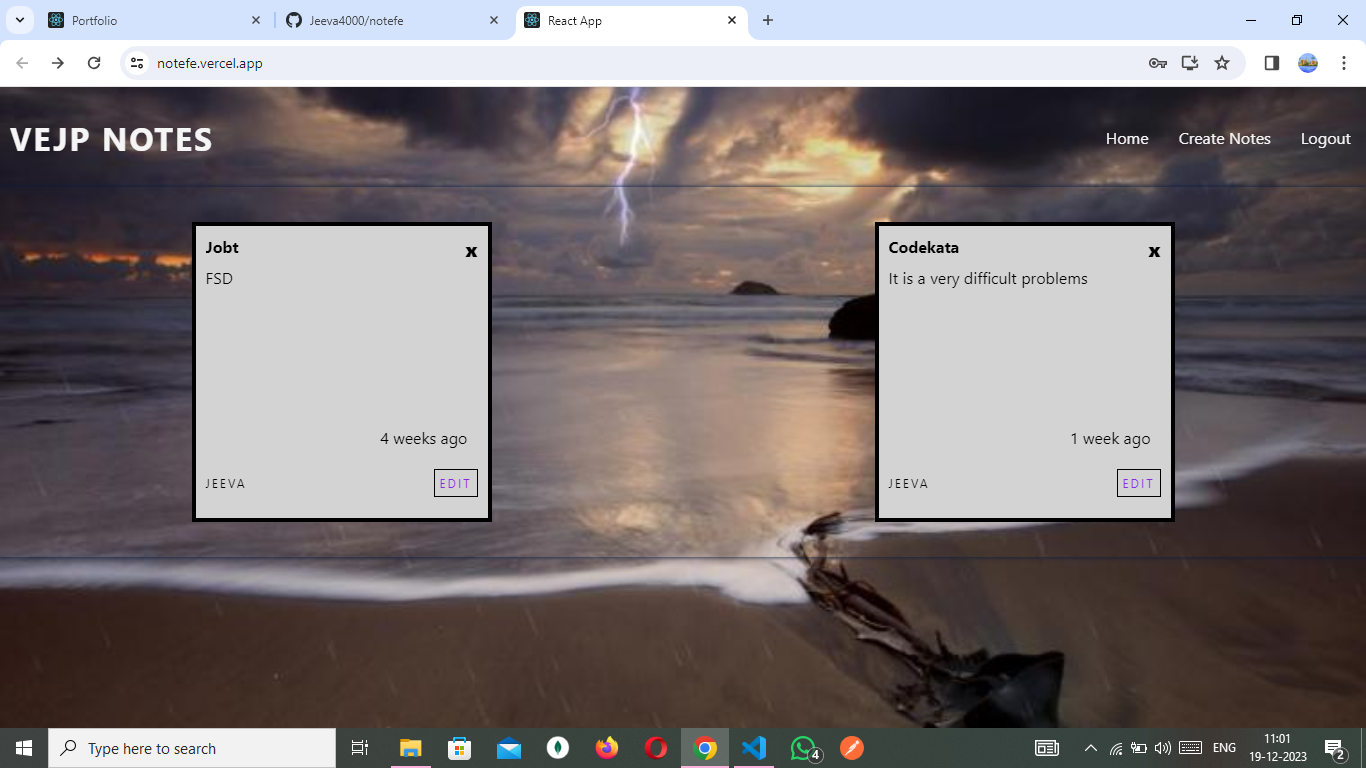 Portfolio
Jeeva4000/notefe
React App
notefe.vercel.app
VEJP NOTES
Home
Create Notes
Logout
Jobt
x
FSD
4 weeks ago
JEEVA
EDIT
Codekata
x
It is a very difficult problems
1 week ago
JEEVA
EDIT
Type here to search
4
ENG
11:01
19-12-2023
2